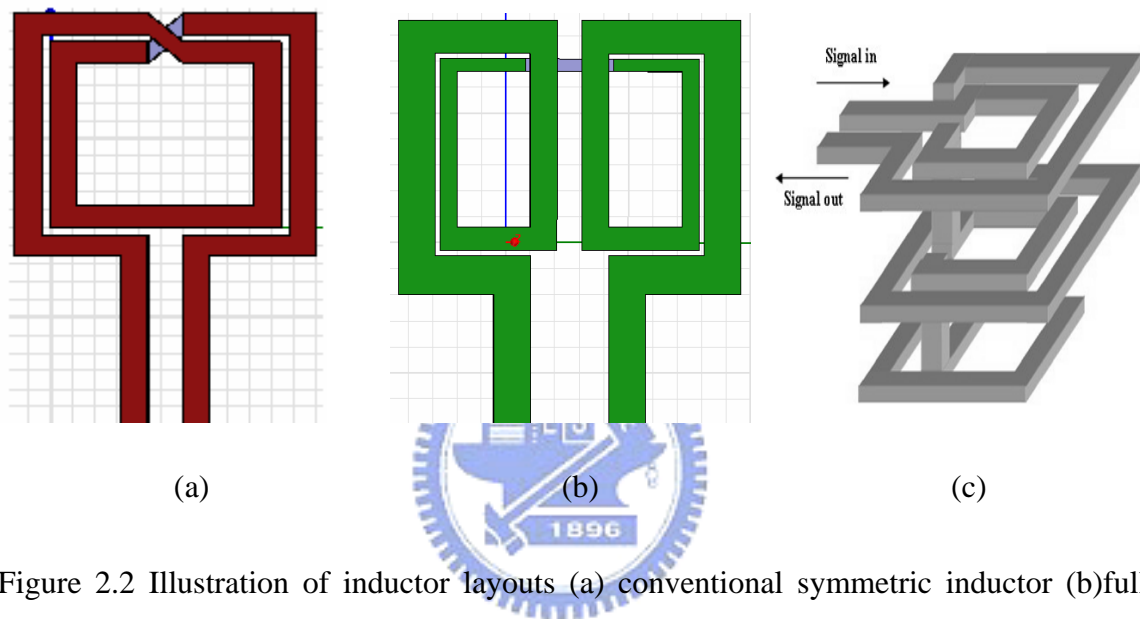 Signal in
Signal out
(a)
(b)
(c)
1896
Figure 2.2 Illustration of inductor layouts (a) conventional symmetric inductor (b)full